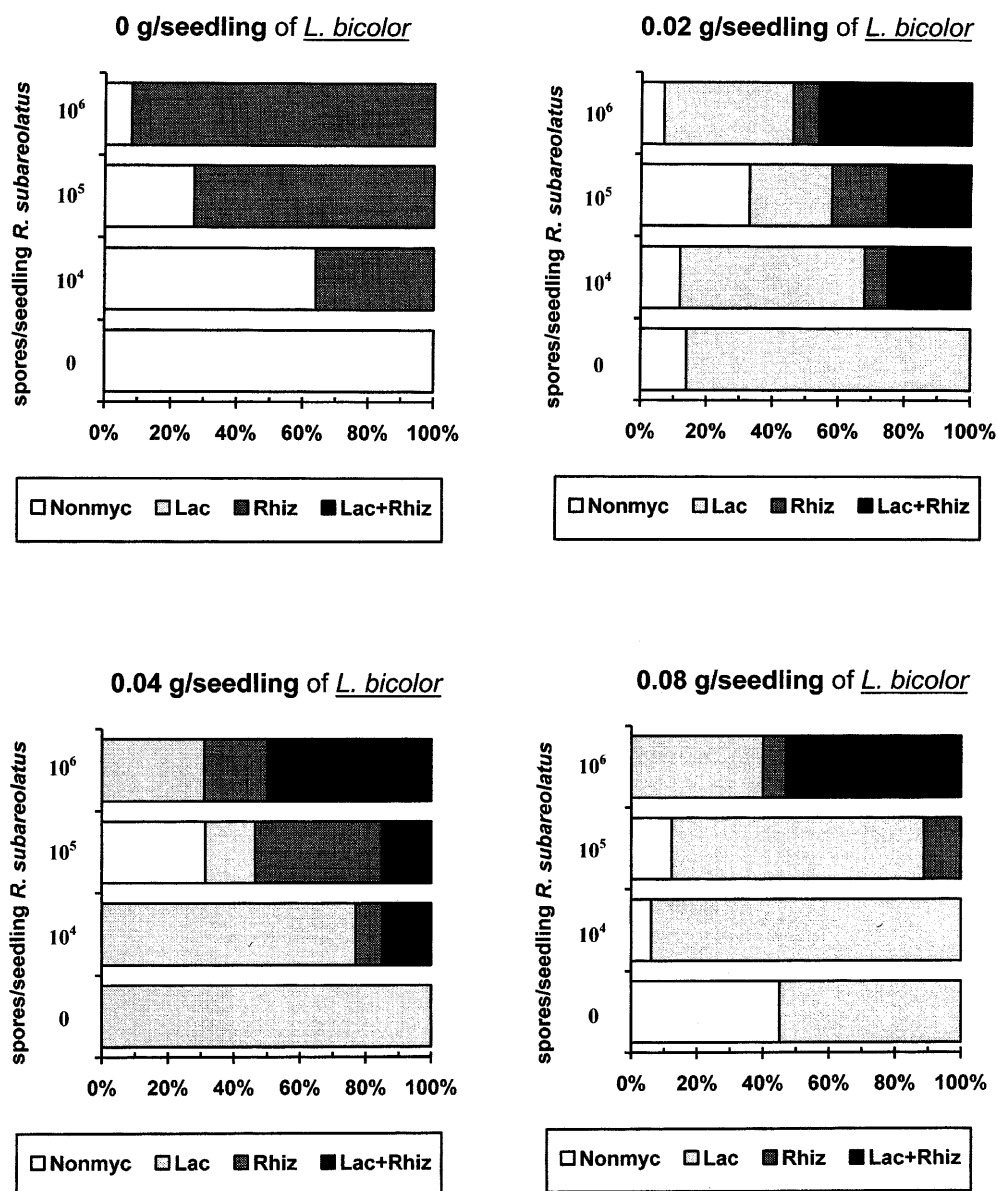 0 g/seedling of L. bicolor
spores/seedling R. subareolatus
10⁶
10⁵
10⁴
0
0% 20% 40% 60% 80% 100%
Nonmyc Lac Rhiz Lac+Rhiz
0.02 g/seedling of L. bicolor
spores/seedling R. subareolatus
10⁶
10⁵
10⁴
0
0% 20% 40% 60% 80% 100%
Nonmyc Lac Rhiz Lac+Rhiz
0.04 g/seedling of L. bicolor
spores/seedling R. subareolatus
10⁶
10⁵
10⁴
0
0% 20% 40% 60% 80% 100%
Nonmyc Lac Rhiz Lac+Rhiz
0.08 g/seedling of L. bicolor
spores/seedling R. subareolatus
10⁶
10⁵
10⁴
0
0% 20% 40% 60% 80% 100%
Nonmyc Lac Rhiz Lac+Rhiz